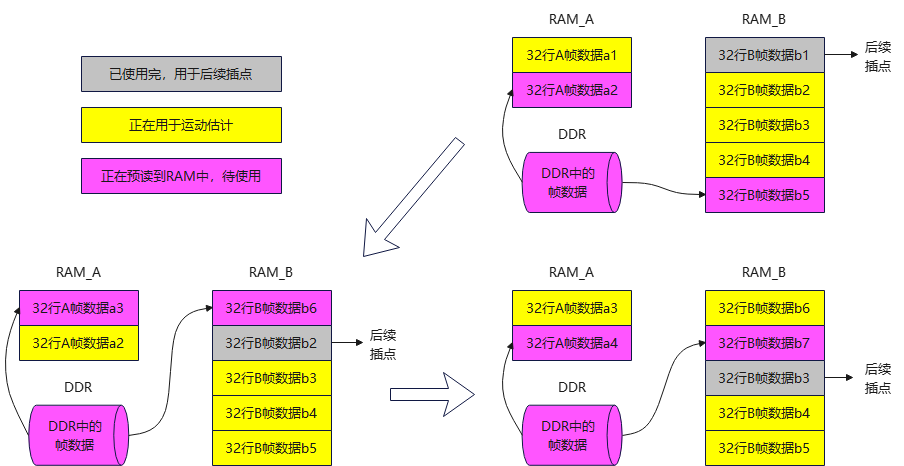 已使用完，用于后续插点
正在用于运动估计
正在预读到RAM中，待使用
RAM_A
RAM_B
32行A帧数据a1
32行A帧数据a2
32行B帧数据b1
32行B帧数据b2
32行B帧数据b3
32行B帧数据b4
32行B帧数据b5
后续
插点
DDR
DDR中的
帧数据
RAM_A
RAM_B
32行A帧数据a3
32行A帧数据a2
32行B帧数据b6
32行B帧数据b2
32行B帧数据b3
32行B帧数据b4
32行B帧数据b5
后续
插点
DDR
DDR中的
帧数据
RAM_A
RAM_B
32行A帧数据a3
32行A帧数据a4
32行B帧数据b6
32行B帧数据b7
32行B帧数据b3
32行B帧数据b4
32行B帧数据b5
后续
插点
DDR
DDR中的
帧数据